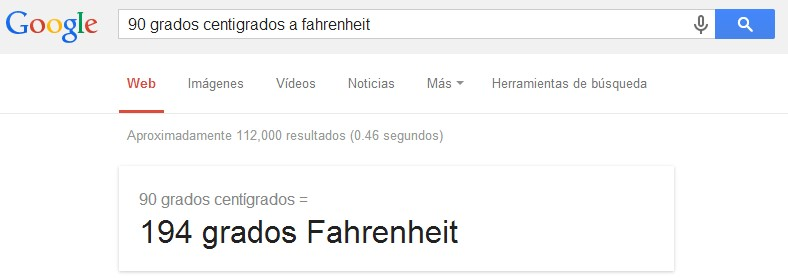 Google 90 grados centigrados a fahrenheit
Web Imágenes Vídeos Noticias Más Herramientas de búsqueda
Aproximadamente 112,000 resultados (0.46 segundos)
90 grados centígrados =
194 grados Fahrenheit